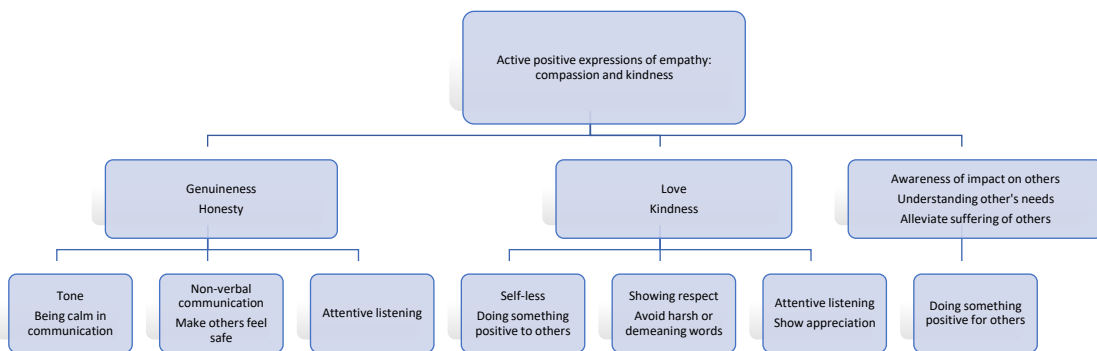 Active positive expressions of empathy:
compassion and kindness
Genuineness
Honesty
Love
Kindness
Awareness of impact on others
Understanding other's needs
Alleviate suffering of others
Tone
Being calm in
communication
Non-verbal
communication
Make others feel
safe
Attentive listening
Self-less
Doing something
positive to others
Showing respect
Avoid harsh or
demeaning words
Attentive listening
Show appreciation
Doing something
positive for others